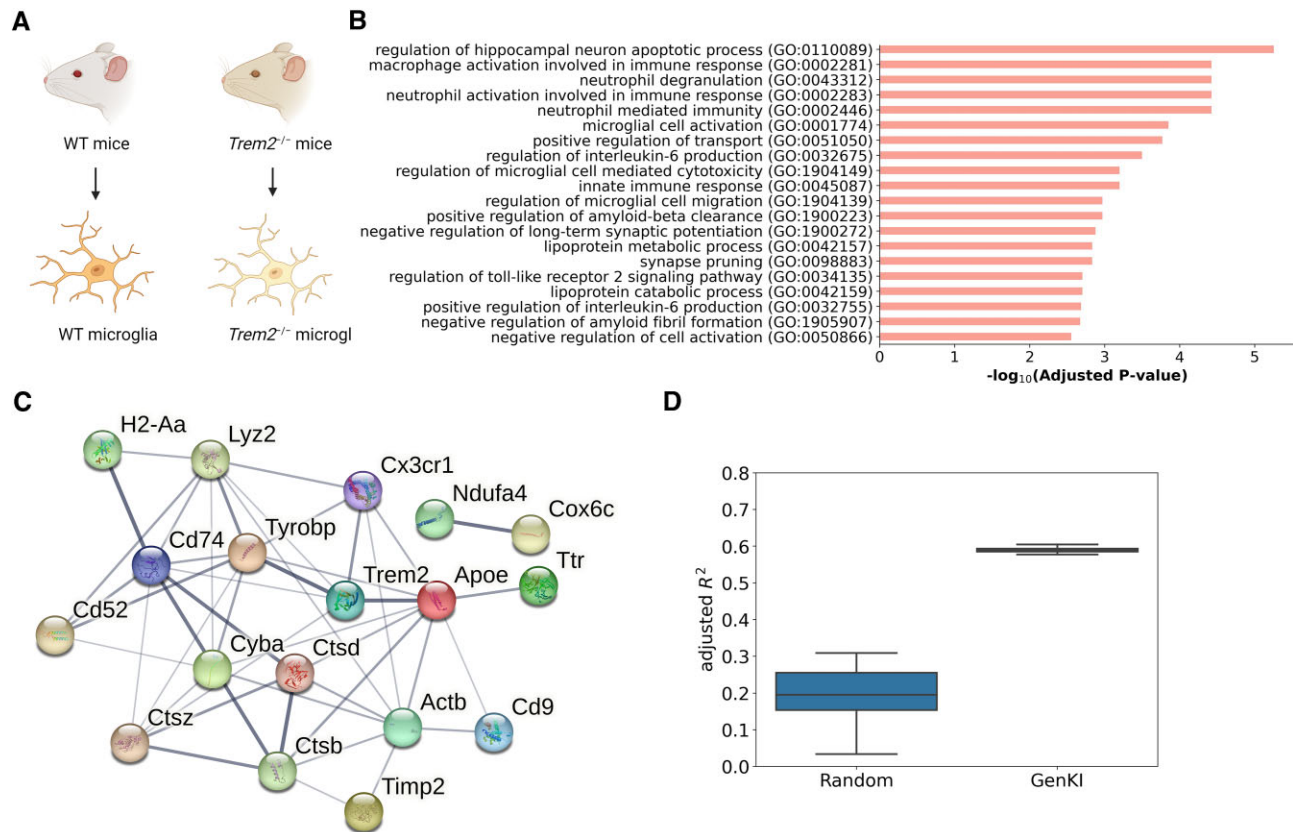 A
WT mice
Trem2⁻/⁻ mice
WT microglia
Trem2⁻/⁻ microgl
B
regulation of hippocampal neuron apoptotic process (GO:0110089)
macrophage activation involved in immune response (GO:0002281)
neutrophil degranulation (GO:0043312)
neutrophil activation involved in immune response (GO:0002283)
neutrophil mediated immunity (GO:0002446)
microglial cell activation (GO:0001774)
positive regulation of transport (GO:0051050)
regulation of interleukin-6 production (GO:0032675)
regulation of microglial cell mediated cytotoxicity (GO:1904149)
innate immune response (GO:0045087)
regulation of microglial cell migration (GO:1904139)
positive regulation of amyloid-beta clearance (GO:1900223)
negative regulation of long-term synaptic potentiation (GO:1900272)
lipoprotein metabolic process (GO:0042157)
synapse pruning (GO:0098883)
regulation of toll-like receptor 2 signaling pathway (GO:0034135)
lipoprotein catabolic process (GO:0042159)
positive regulation of interleukin-6 production (GO:0032755)
negative regulation of amyloid fibril formation (GO:1905907)
negative regulation of cell activation (GO:0050866)
0 1 2 3 4 5
-log₁₀(Adjusted P-value)
C
H2-Aa
Lyz2
Cx3cr1
Ndufa4
Cox6c
Cd74
Tyrobp
Trem2
Apoe
Ttr
Cd52
Cyba
Ctsd
Actb
Cd9
Ctsz
Ctsb
Timp2
D
0.8
0.7
0.6
0.5
0.4
0.3
0.2
0.1
0.0
adjusted R²
Random
GenKI